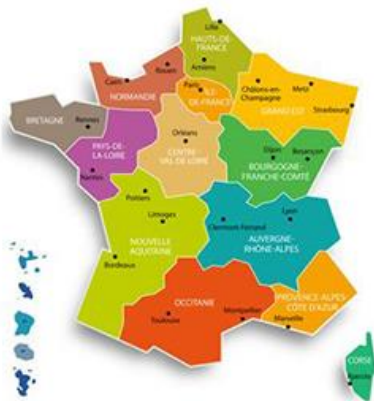 Lille
HAUTS-DE-
FRANCE
Amiens
Rouen
Caen
NORMANDIE
Paris
ÎLE-
DE-FRANCE
Châlons-en-
Champagne
Metz
Strasbourg
GRAND EST
BRETAGNE
Rennes
PAYS-DE-
LA-LOIRE
Nantes
Orléans
CENTRE-
VAL DE LOIRE
Dijon
Besançon
BOURGOGNE-
FRANCHE-COMTÉ
Poitiers
Limoges
NOUVELLE
AQUITAINE
Bordeaux
Clermont-Ferrand
Lyon
AUVERGNE-
RHÔNE-ALPES
OCCITANIE
Toulouse
Montpellier
PROVENCE-ALPES-
CÔTE D'AZUR
Marseille
CORSE
Ajaccio